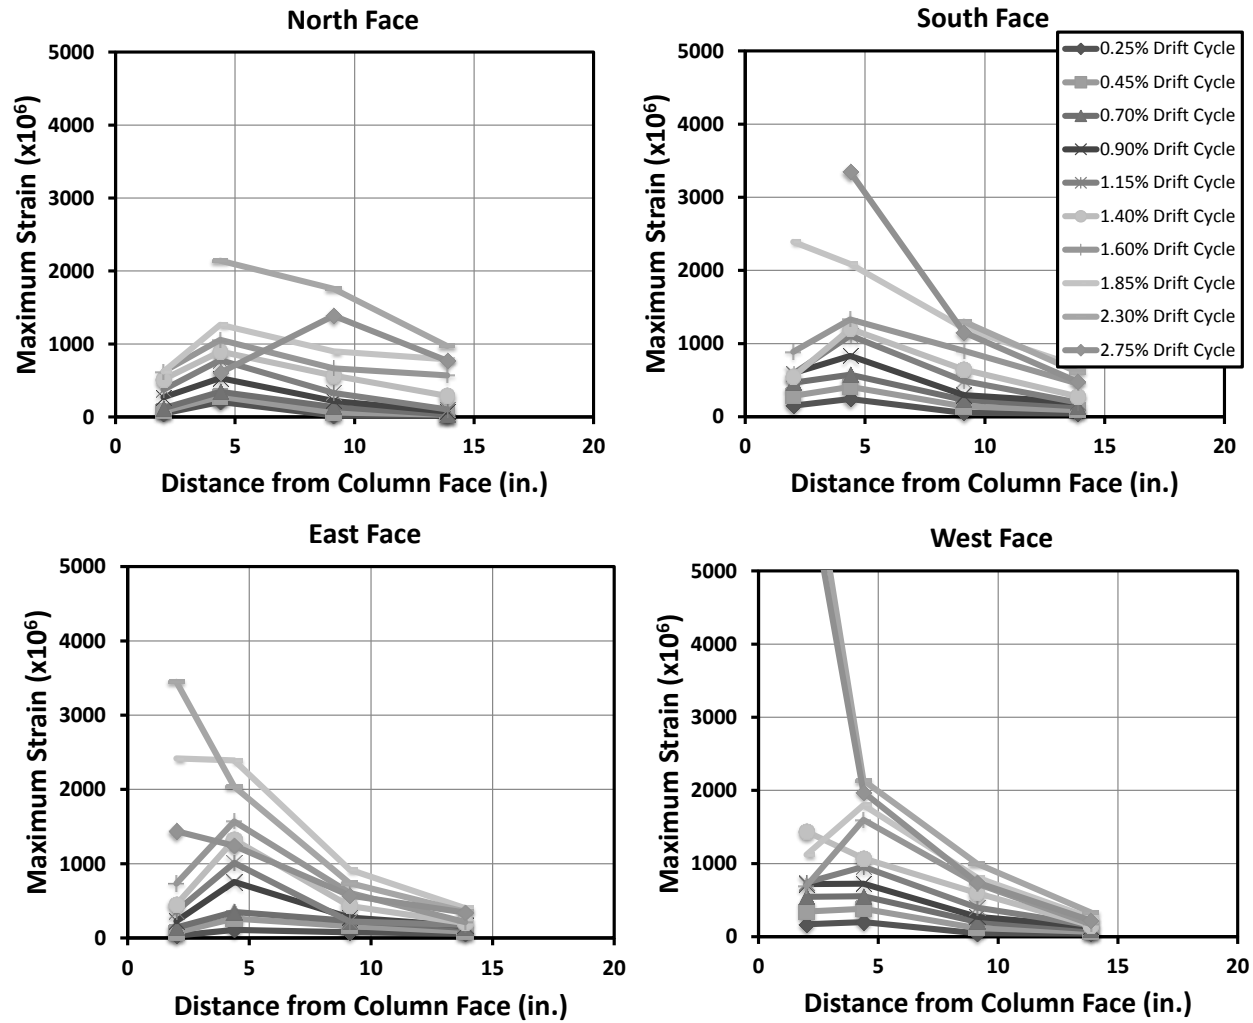 North Face
5000
4000
3000
2000
1000
0
0 5 10 15 20
Maximum Strain (x10⁶)
Distance from Column Face (in.)
South Face
5000
4000
3000
2000
1000
0
0 5 10 15 20
Maximum Strain (x10⁶)
Distance from Column Face (in.)
0.25% Drift Cycle
0.45% Drift Cycle
0.70% Drift Cycle
0.90% Drift Cycle
1.15% Drift Cycle
1.40% Drift Cycle
1.60% Drift Cycle
1.85% Drift Cycle
2.30% Drift Cycle
2.75% Drift Cycle
East Face
5000
4000
3000
2000
1000
0
0 5 10 15 20
Maximum Strain (x10⁶)
Distance from Column Face (in.)
West Face
5000
4000
3000
2000
1000
0
0 5 10 15 20
Maximum Strain (x10⁶)
Distance from Column Face (in.)